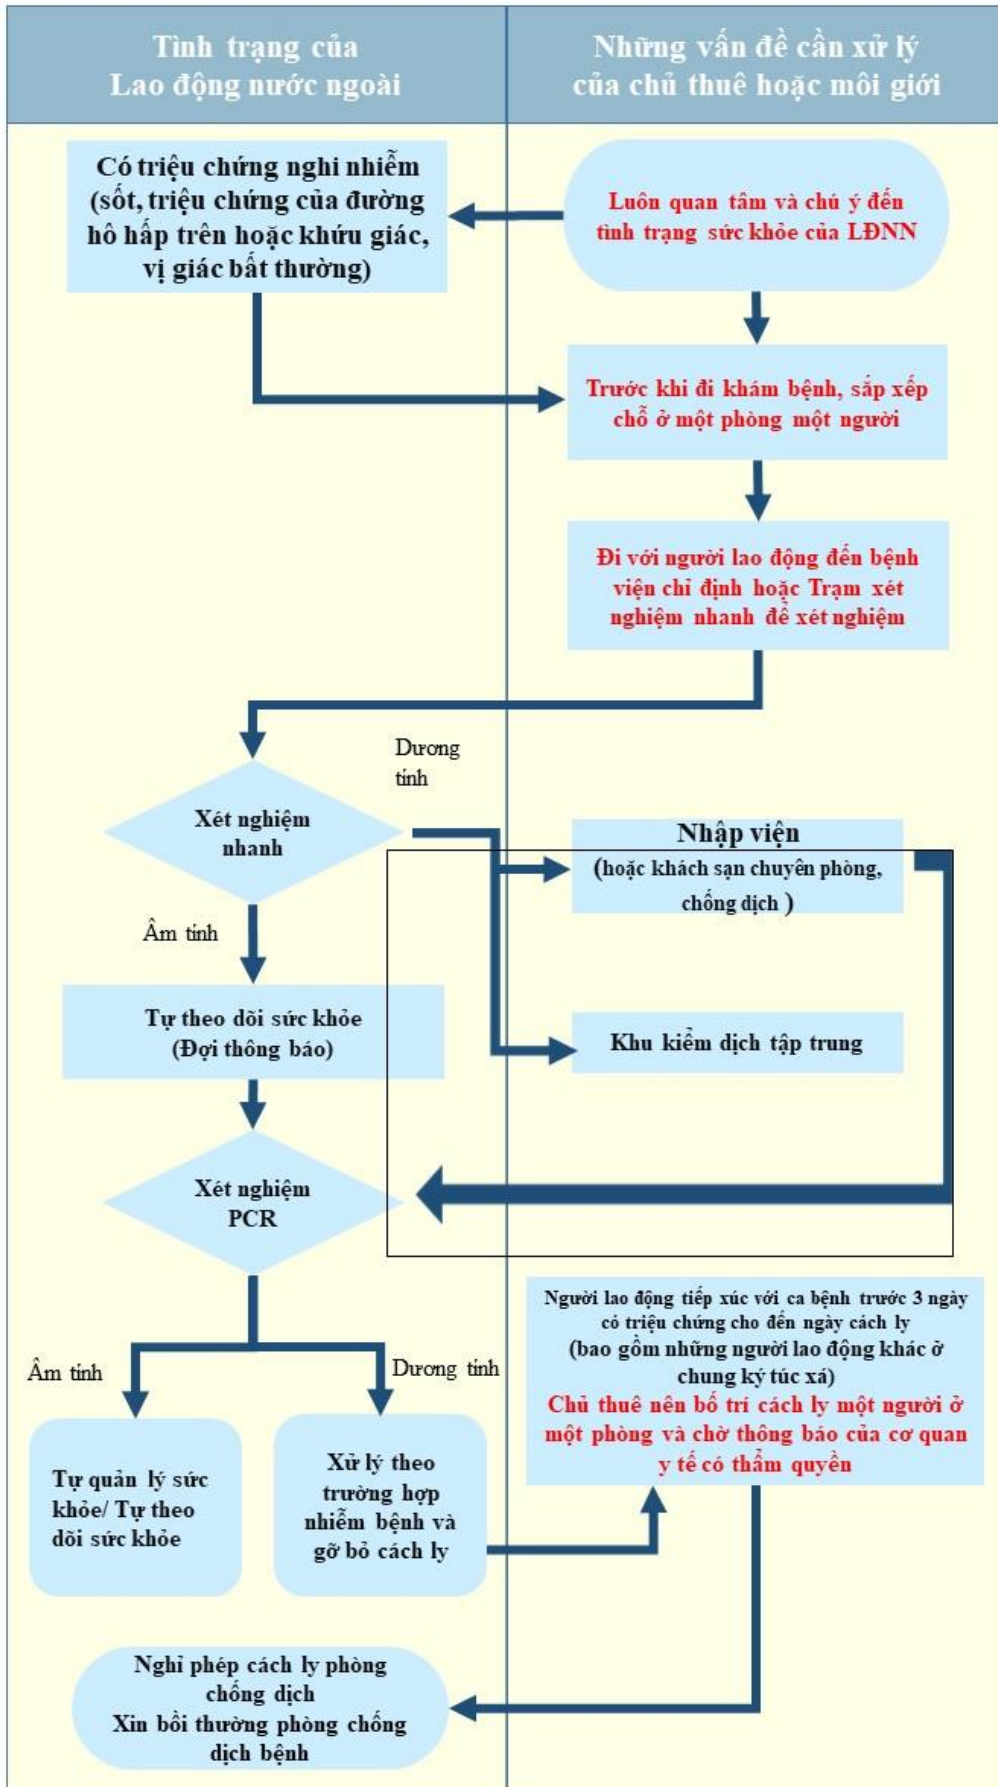 Tình trạng của
Lao động nước ngoài
Những vấn đề cần xử lý
của chủ thuê hoặc môi giới
Có triệu chứng nghi nhiễm
(sốt, triệu chứng của đường
hô hấp trên hoặc khứu giác,
vị giác bất thường)
Luôn quan tâm và chú ý đến
tình trạng sức khỏe của LĐNN
Trước khi đi khám bệnh, sắp xếp
chỗ ở một phòng một người
Đi với người lao động đến bệnh
viện chỉ định hoặc Trạm xét
nghiệm nhanh để xét nghiệm
Dương
tính
Xét nghiệm
nhanh
Nhập viện
(hoặc khách sạn chuyên phòng,
chống dịch )
Âm tính
Tự theo dõi sức khỏe
(Đợi thông báo)
Khu kiểm dịch tập trung
Xét nghiệm
PCR
Người lao động tiếp xúc với ca bệnh trước 3 ngày
có triệu chứng cho đến ngày cách ly
(bao gồm những người lao động khác ở
chung ký túc xá)
Chủ thuê nên bố trí cách ly một người ở
một phòng và chờ thông báo của cơ quan
y tế có thẩm quyền
Âm tính
Dương tính
Tự quản lý sức
khỏe/ Tự theo
dõi sức khỏe
Xử lý theo
trường hợp
nhiễm bệnh và
gỡ bỏ cách ly
Nghỉ phép cách ly phòng
chống dịch
Xin bồi thường phòng chống
dịch bệnh